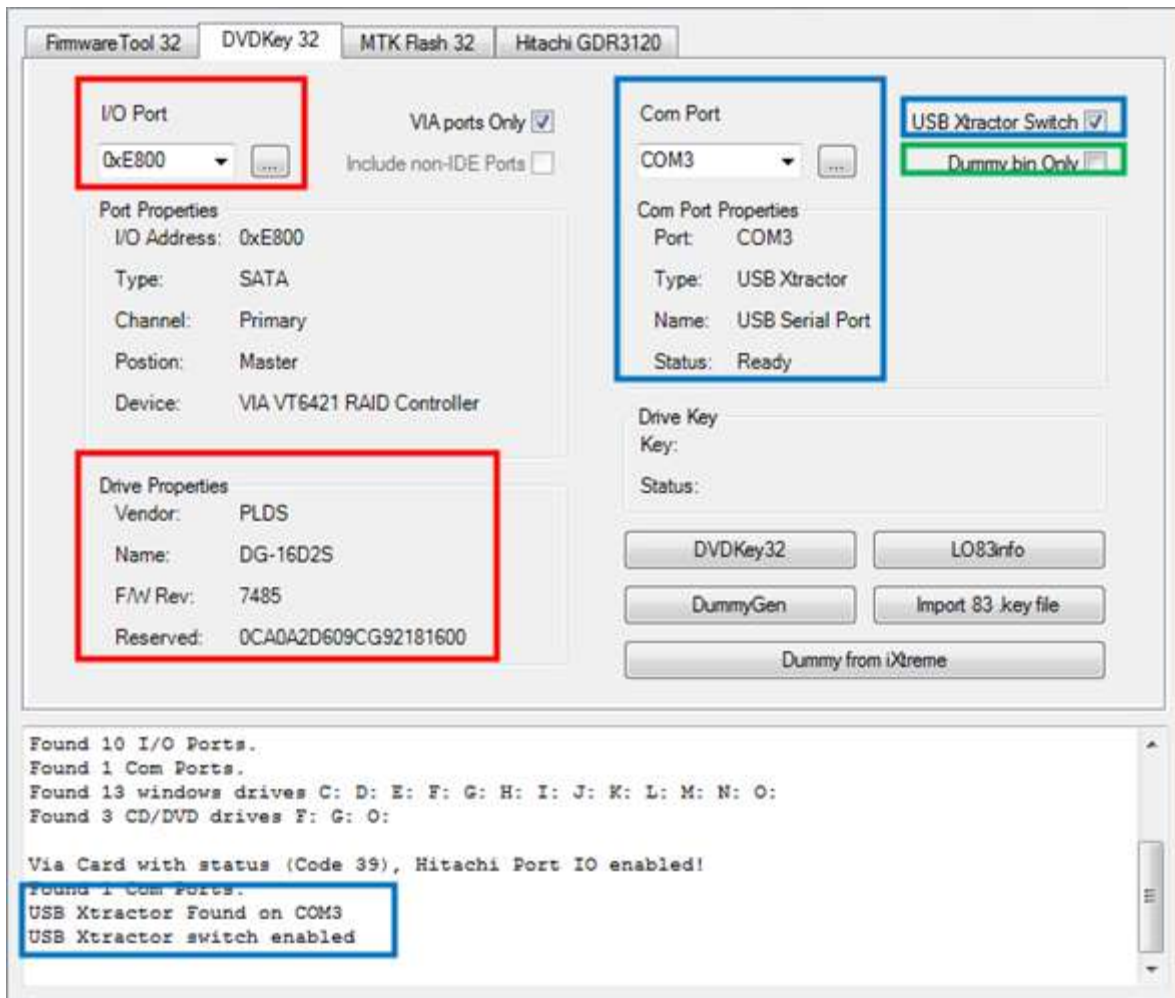 FirmwareTool 32 DVDKey 32 MTK Flash 32 Hitachi GDR3120
I/O Port
VIA ports Only
0xE800 ...
Include non-IDE Ports
Com Port
USB Xtractor Switch
COM3 ...
Dummy.bin Only
Port Properties
I/O Address: 0xE800
Type: SATA
Channel: Primary
Postion: Master
Device: VIA VT6421 RAID Controller
Com Port Properties
Port: COM3
Type: USB Xtractor
Name: USB Serial Port
Status: Ready
Drive Properties
Vendor: PLDS
Name: DG-16D2S
F/W Rev: 7485
Reserved: 0CA0A2D609CG92181600
Drive Key
Key:
Status:
DVDKey32 LO83info
DummyGen Import 83 .key file
Dummy from iXtreme
Found 10 I/O Ports.
Found 1 Com Ports.
Found 13 windows drives C: D: E: F: G: H: I: J: K: L: M: N: O:
Found 3 CD/DVD drives F: G: O:
Via Card with status (Code 39), Hitachi Port IO enabled!
Found 1 Com Ports.
USB Xtractor Found on COM3
USB Xtractor switch enabled